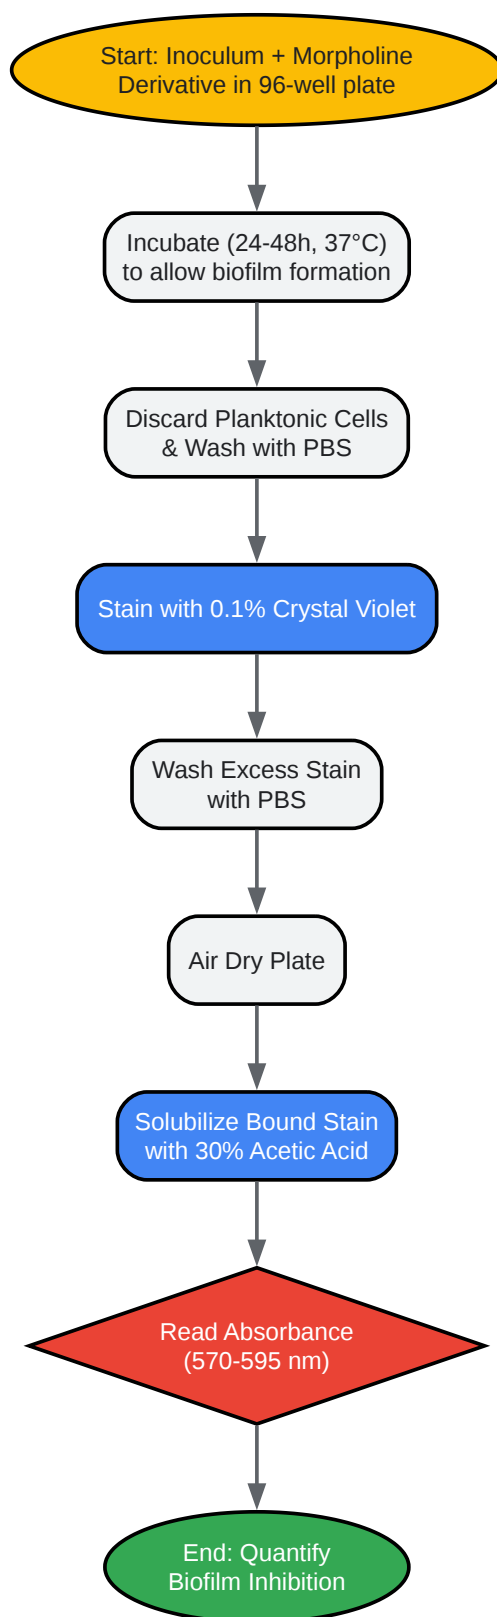 Start: Inoculum + Morpholine
Derivative in 96-well plate
Incubate (24-48h, 37°C)
to allow biofilm formation
Discard Planktonic Cells
& Wash with PBS
Stain with 0.1% Crystal Violet
Wash Excess Stain
with PBS
Air Dry Plate
Solubilize Bound Stain
with 30% Acetic Acid
Read Absorbance
(570-595 nm)
End: Quantify
Biofilm Inhibition